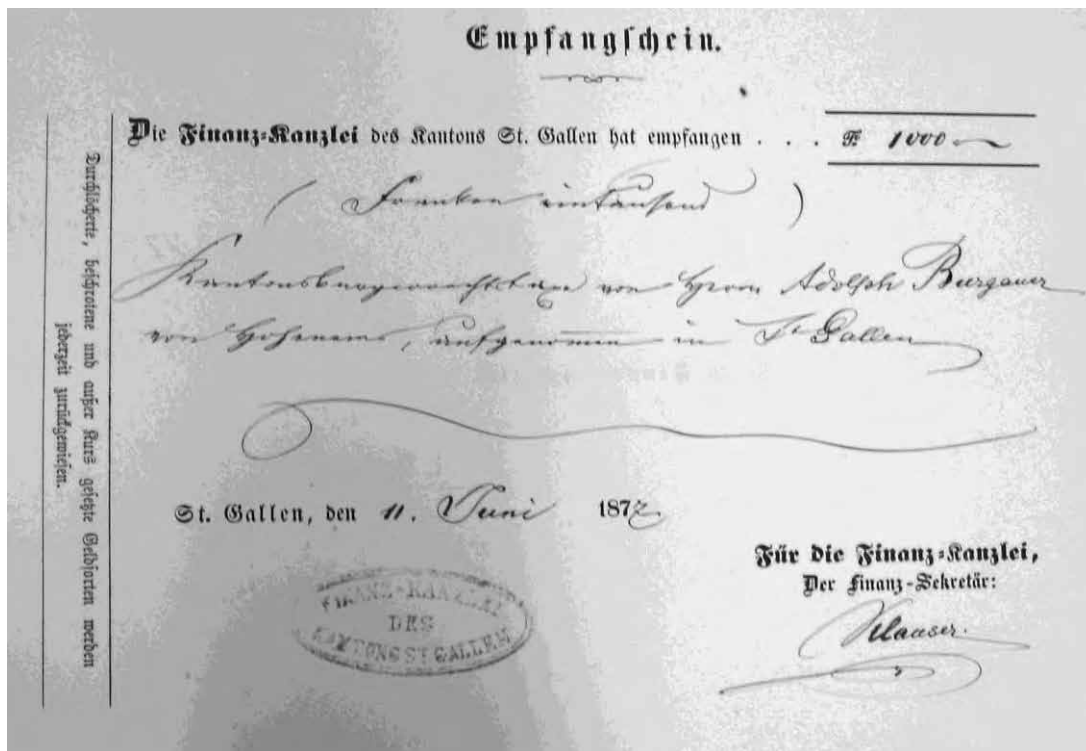 Empfangschein.
Die Finanz=Kanzlei des Kantons St. Gallen hat empfangen . . . Fr. 1000 —
( Franken eintausend )
Kantonsbürgerrechtstaxe von Herrn Adolph Burgauer
von Hohenems, aufgenommen in St Gallen
St. Gallen, den 11. Juni 187
Für die Finanz=Kanzlei,
Der Finanz=Sekretär:
Klauser.
FINANZ-KANZLEI
DES
KANTONS ST. GALLEN
Durchlöcherte, beschrotene und außer Kurs gesetzte Geldsorten werden
jederzeit zurückgewiesen.